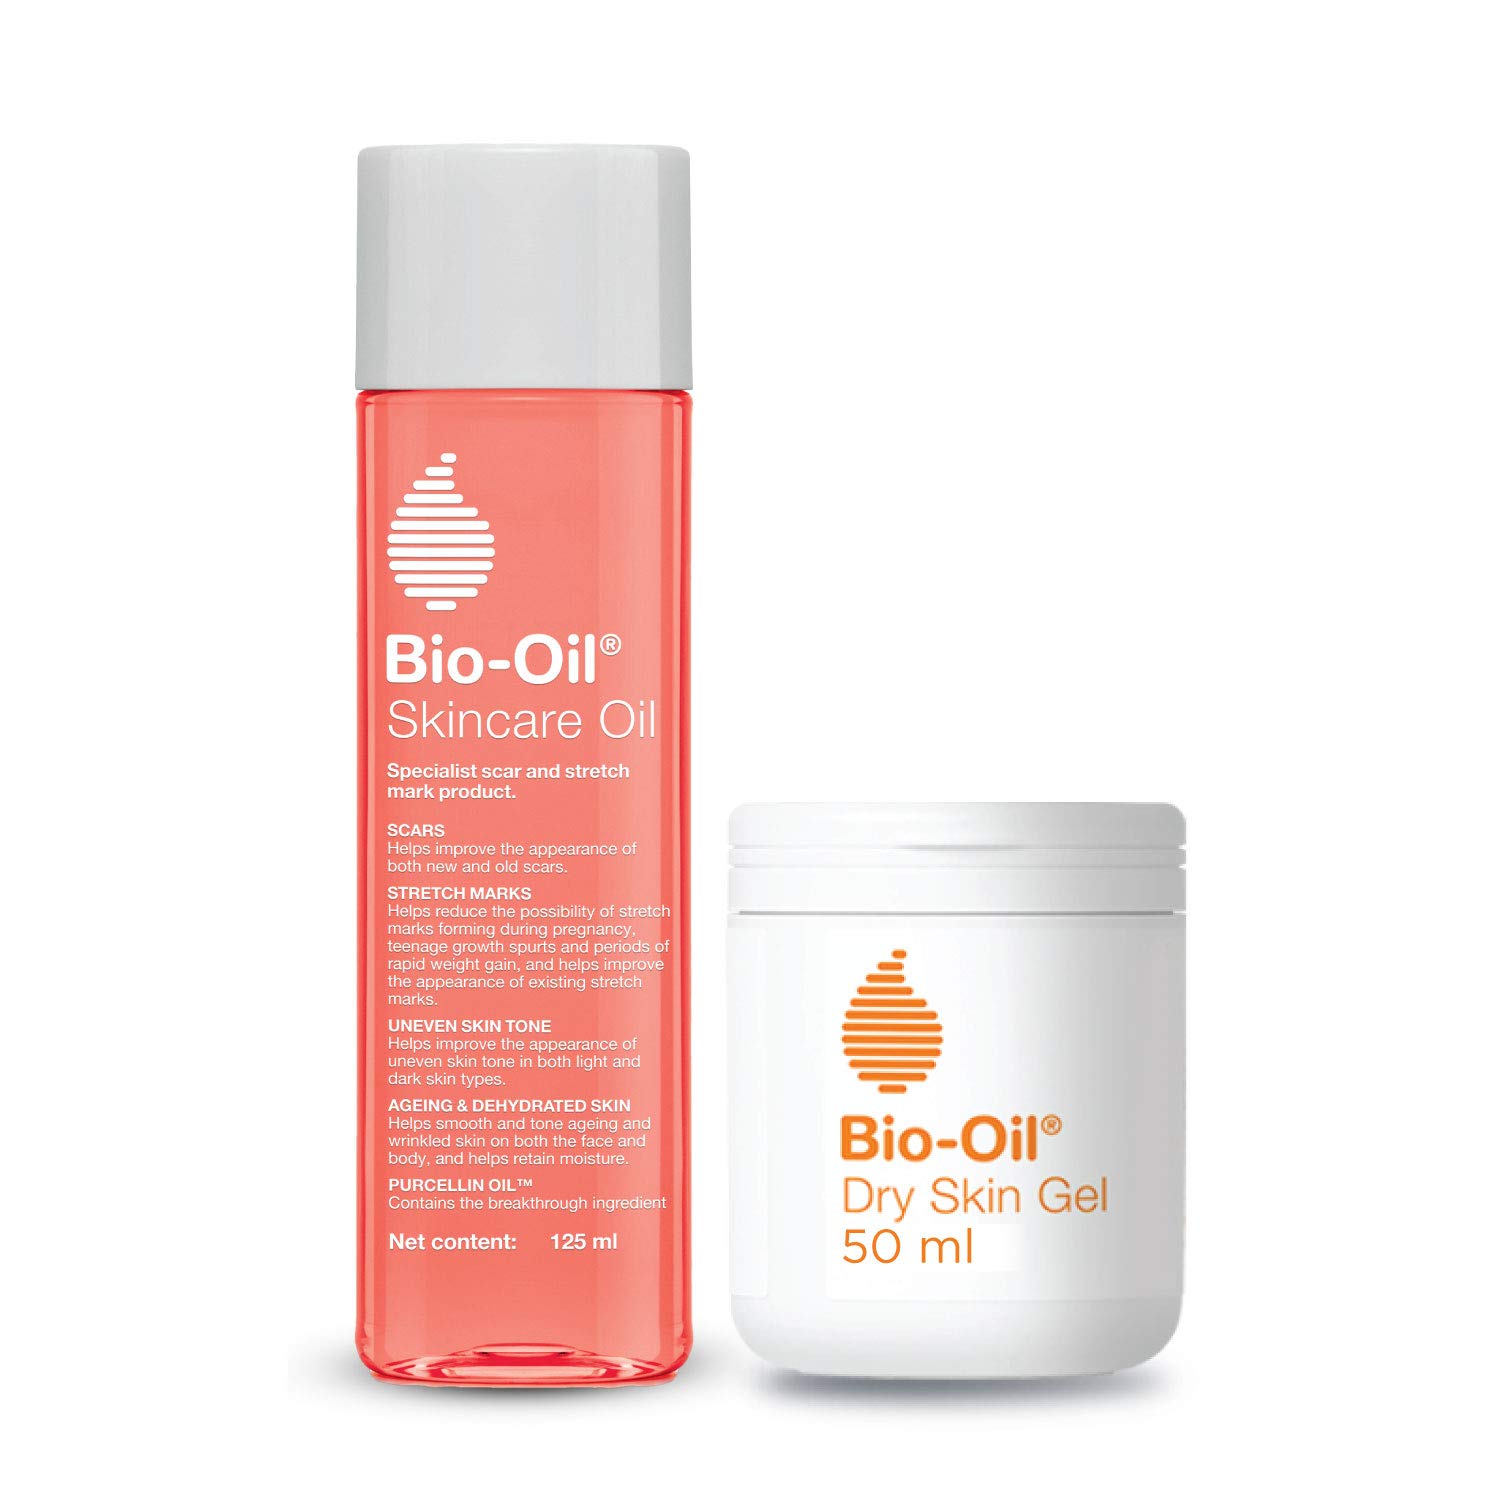 Bio-Oil®
Skincare Oil
Specialist scar and stretch
mark product.
SCARS
Helps improve the appearance of
both new and old scars.
STRETCH MARKS
Helps reduce the possibility of stretch
marks forming during pregnancy,
teenage growth spurts and periods of
rapid weight gain, and helps improve
the appearance of existing stretch
marks.
UNEVEN SKIN TONE
Helps improve the appearance of
uneven skin tone in both light and
dark skin types.
AGEING & DEHYDRATED SKIN
Helps smooth and tone ageing and
wrinkled skin on both the face and
body, and helps retain moisture.
PURCELLIN OIL™
Contains the breakthrough ingredient
Net content: 125 ml
Bio-Oil®
Dry Skin Gel
50 ml